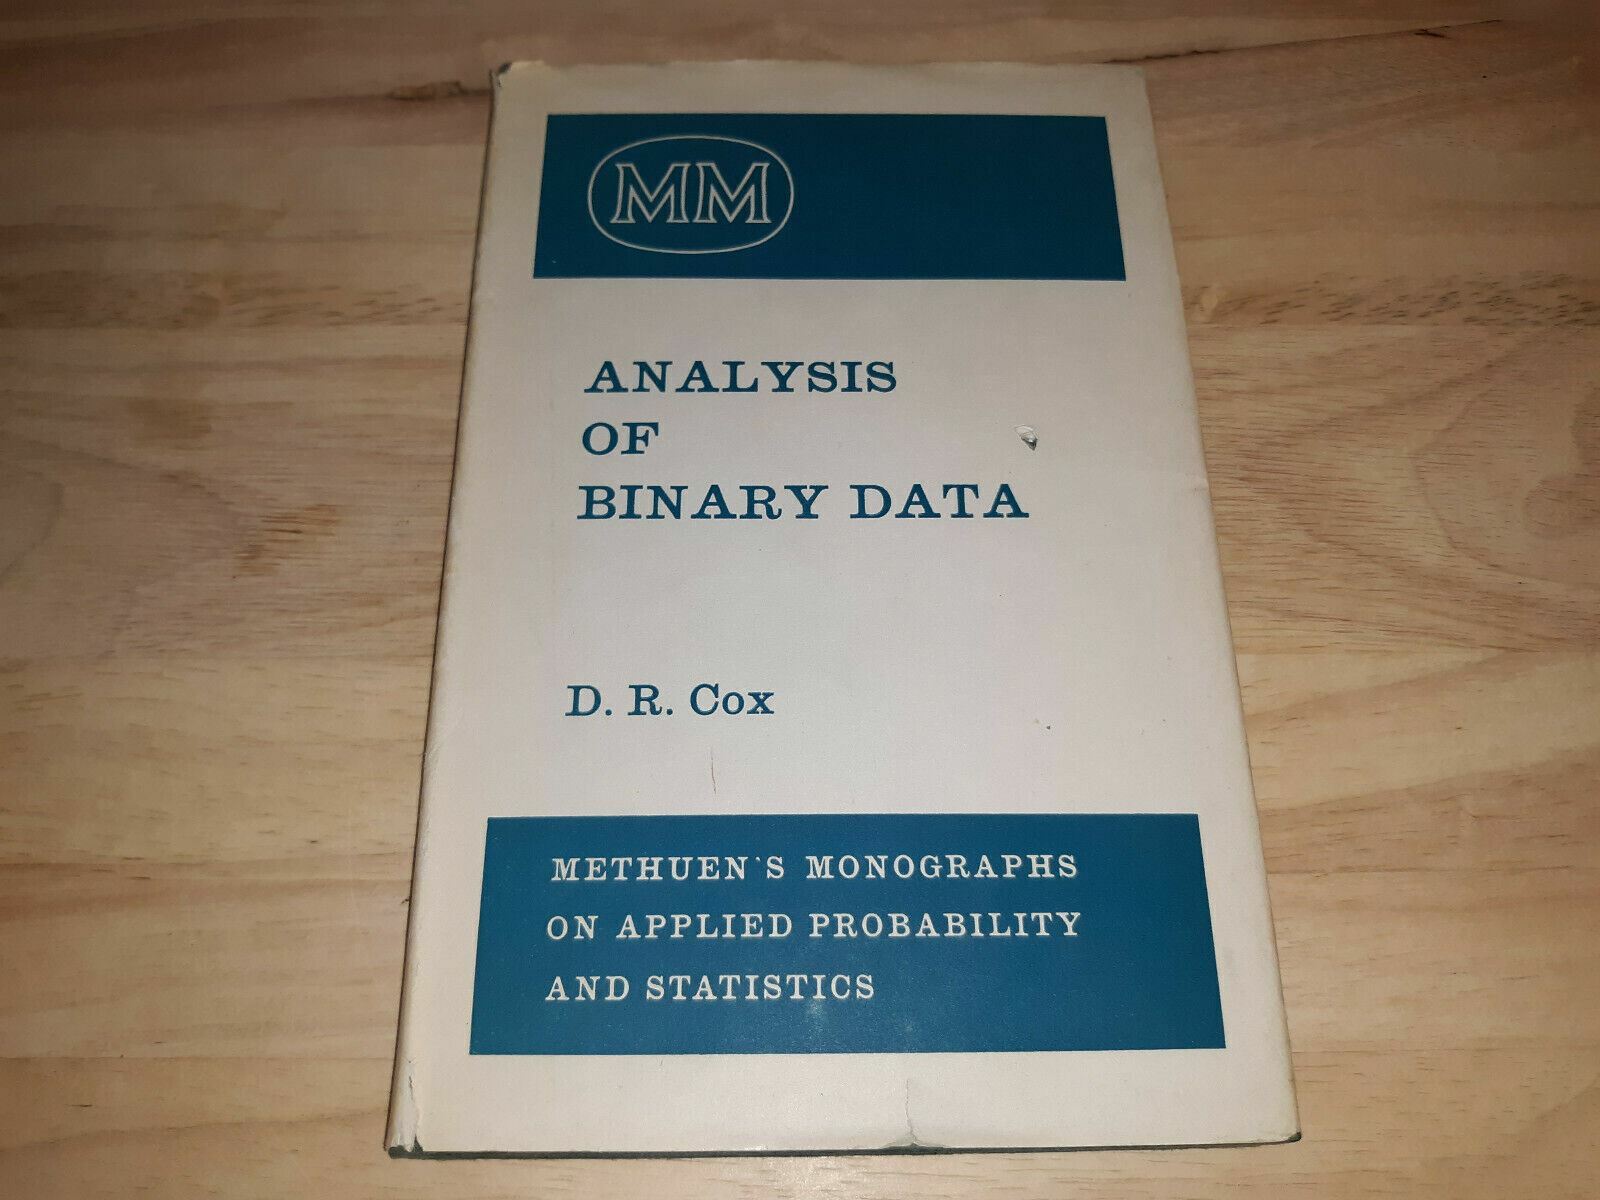 MM
ANALYSIS
OF
BINARY DATA
D. R. Cox
METHUEN'S MONOGRAPHS
ON APPLIED PROBABILITY
AND STATISTICS